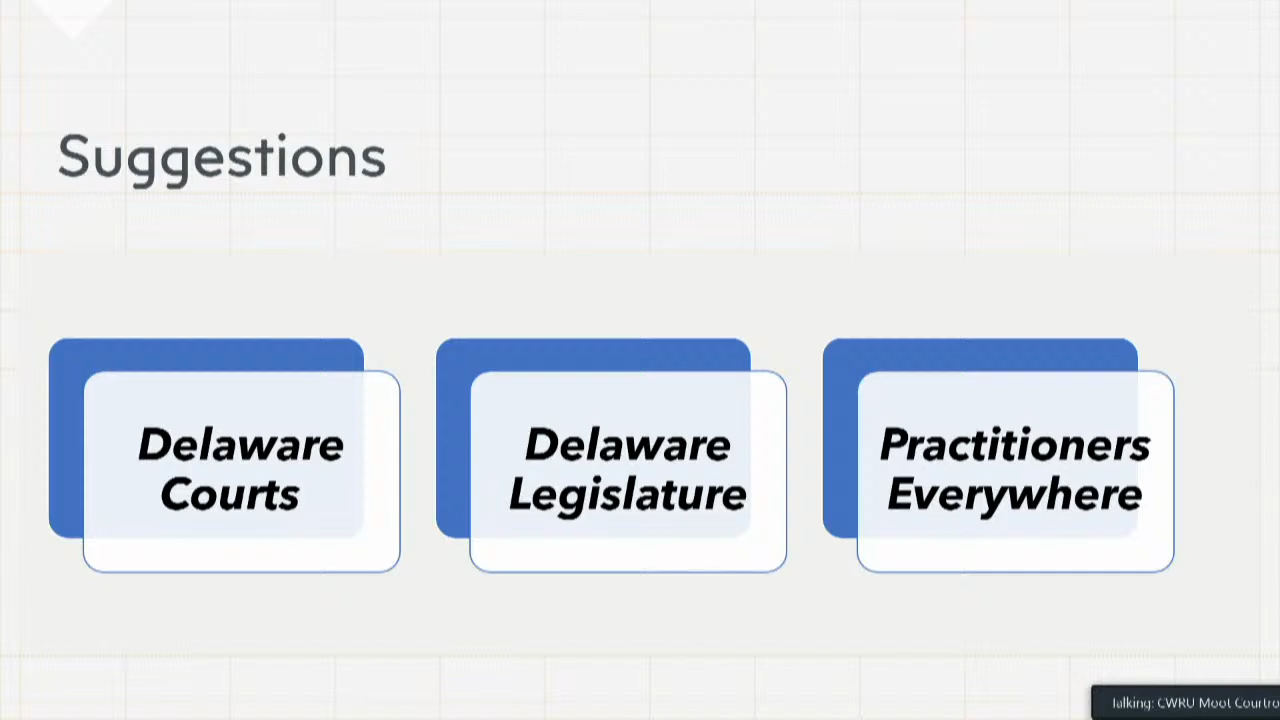 Suggestions
Delaware
Courts
Delaware
Legislature
Practitioners
Everywhere
Talking: CWRU Moot Courtro